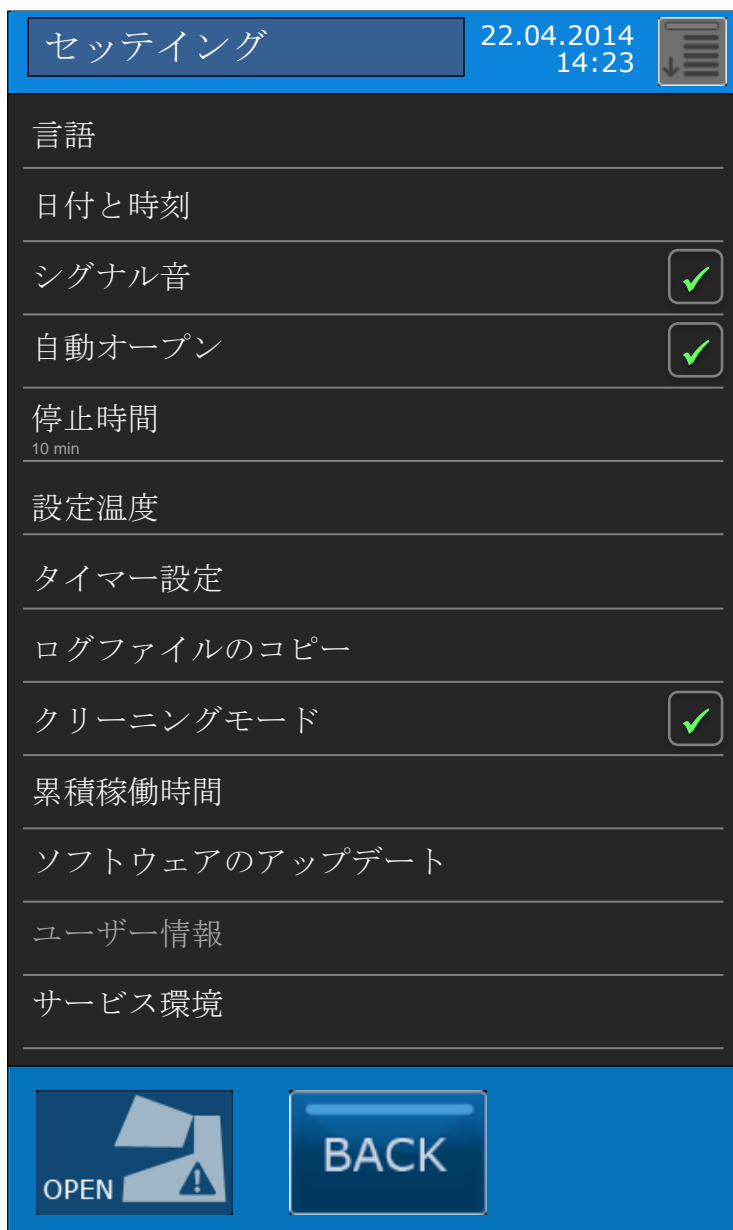 セッテイング
22.04.2014
14:23
言語
日付と時刻
シグナル音
自動オープン
停止時間
10 min
設定温度
タイマー設定
ログファイルのコピー
クリーニングモード
累積稼働時間
ソフトウェアのアップデート
ユーザー情報
サービス環境
OPEN
BACK